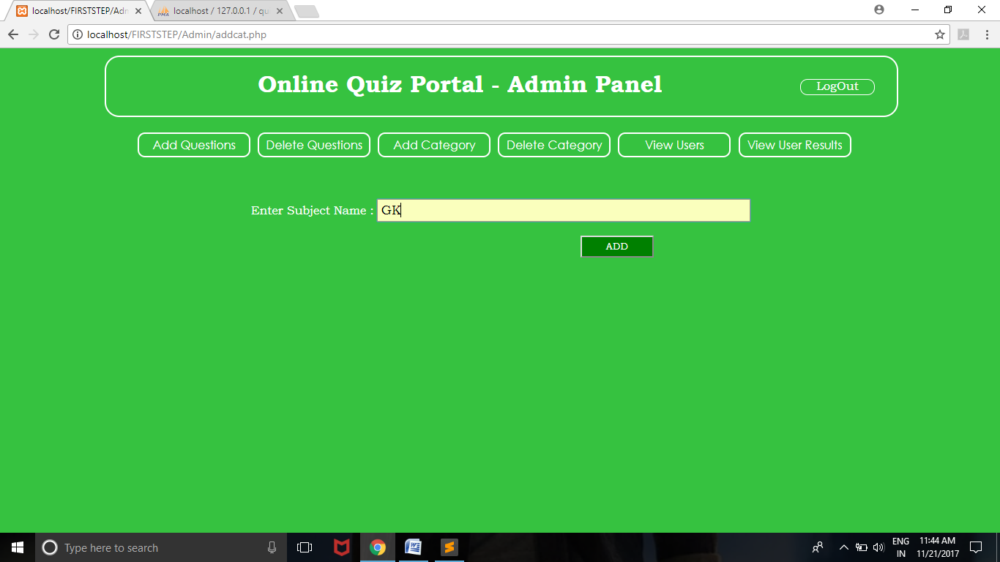 localhost/FIRSTSTEP/Adn
localhost / 127.0.0.1 / qu
localhost/FIRSTSTEP/Admin/addcat.php
Online Quiz Portal - Admin Panel
LogOut
Add Questions Delete Questions Add Category Delete Category View Users View User Results
Enter Subject Name : GK
ADD
Type here to search
ENG 11:44 AM
IN 11/21/2017